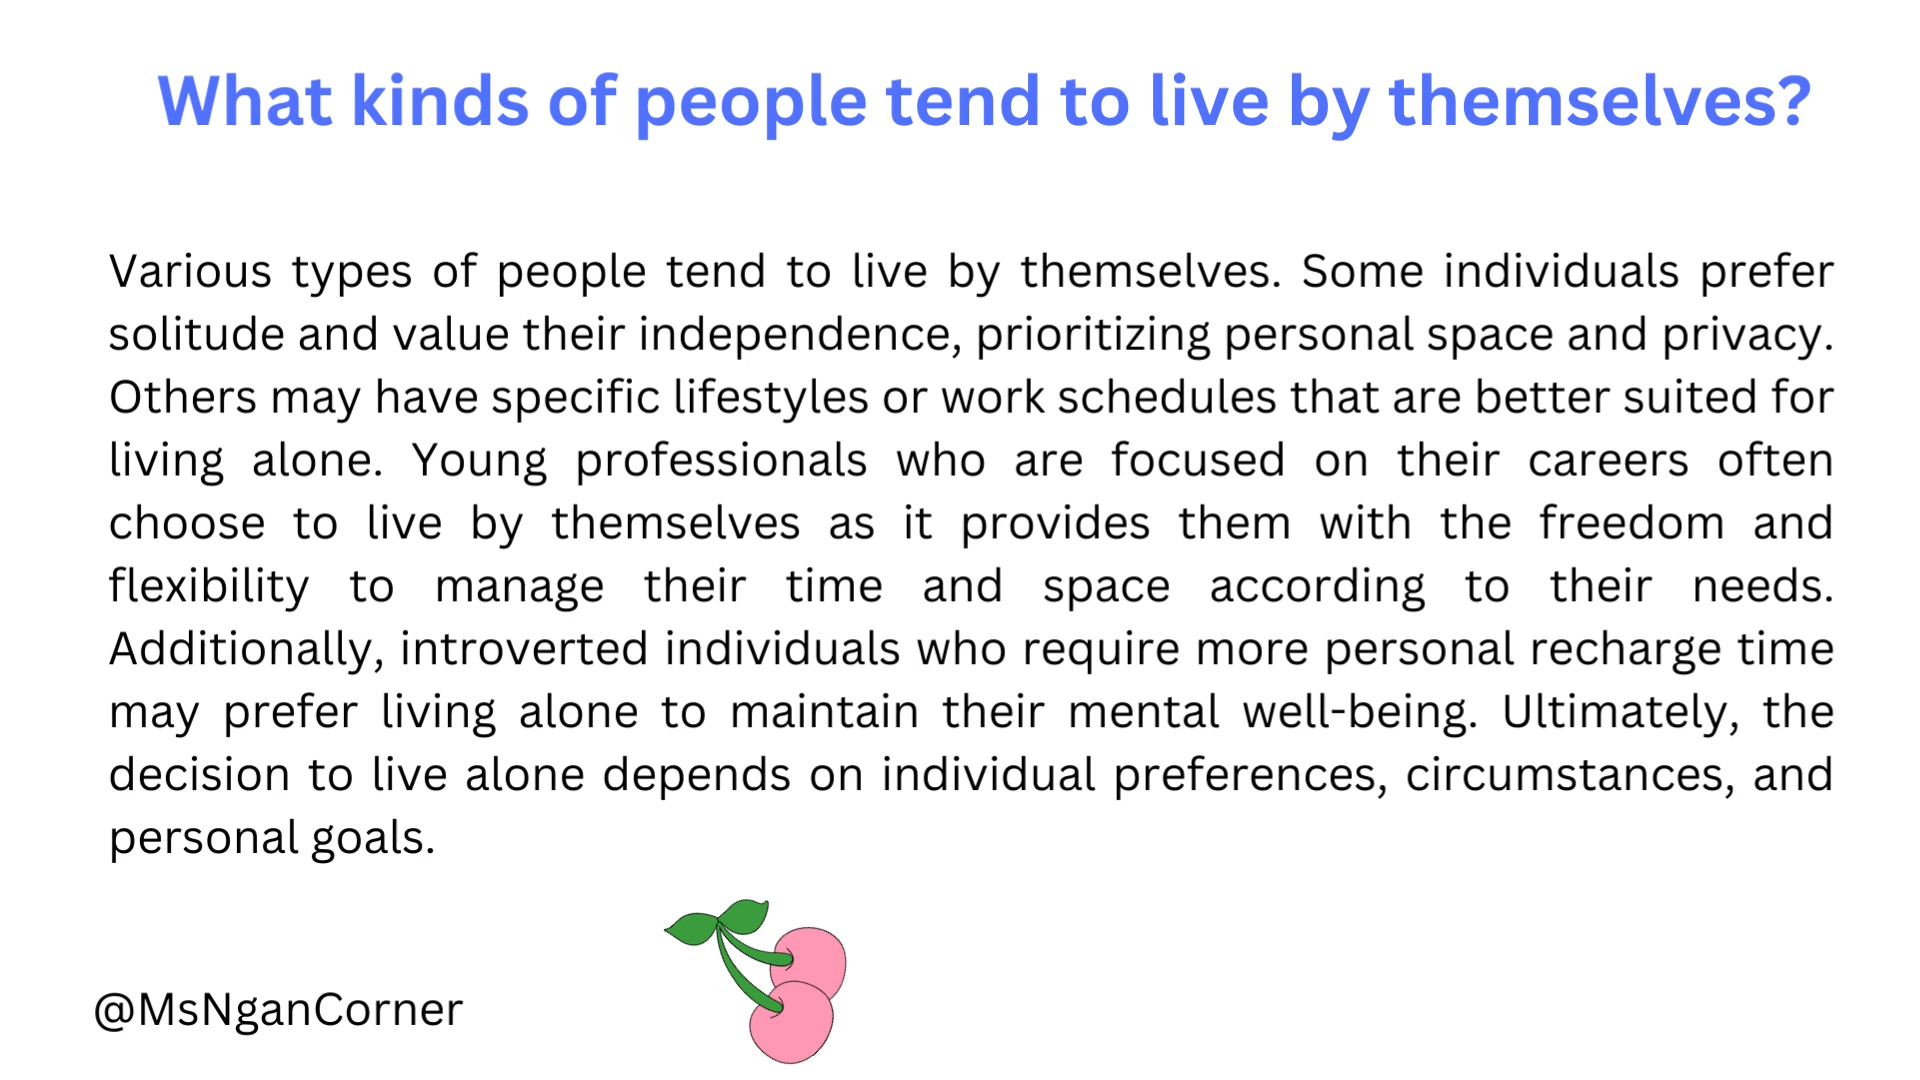 What kinds of people tend to live by themselves?
Various types of people tend to live by themselves. Some individuals prefer
solitude and value their independence, prioritizing personal space and privacy.
Others may have specific lifestyles or work schedules that are better suited for
living alone. Young professionals who are focused on their careers often
choose to live by themselves as it provides them with the freedom and
flexibility to manage their time and space according to their needs.
Additionally, introverted individuals who require more personal recharge time
may prefer living alone to maintain their mental well-being. Ultimately, the
decision to live alone depends on individual preferences, circumstances, and
personal goals.
@MsNganCorner